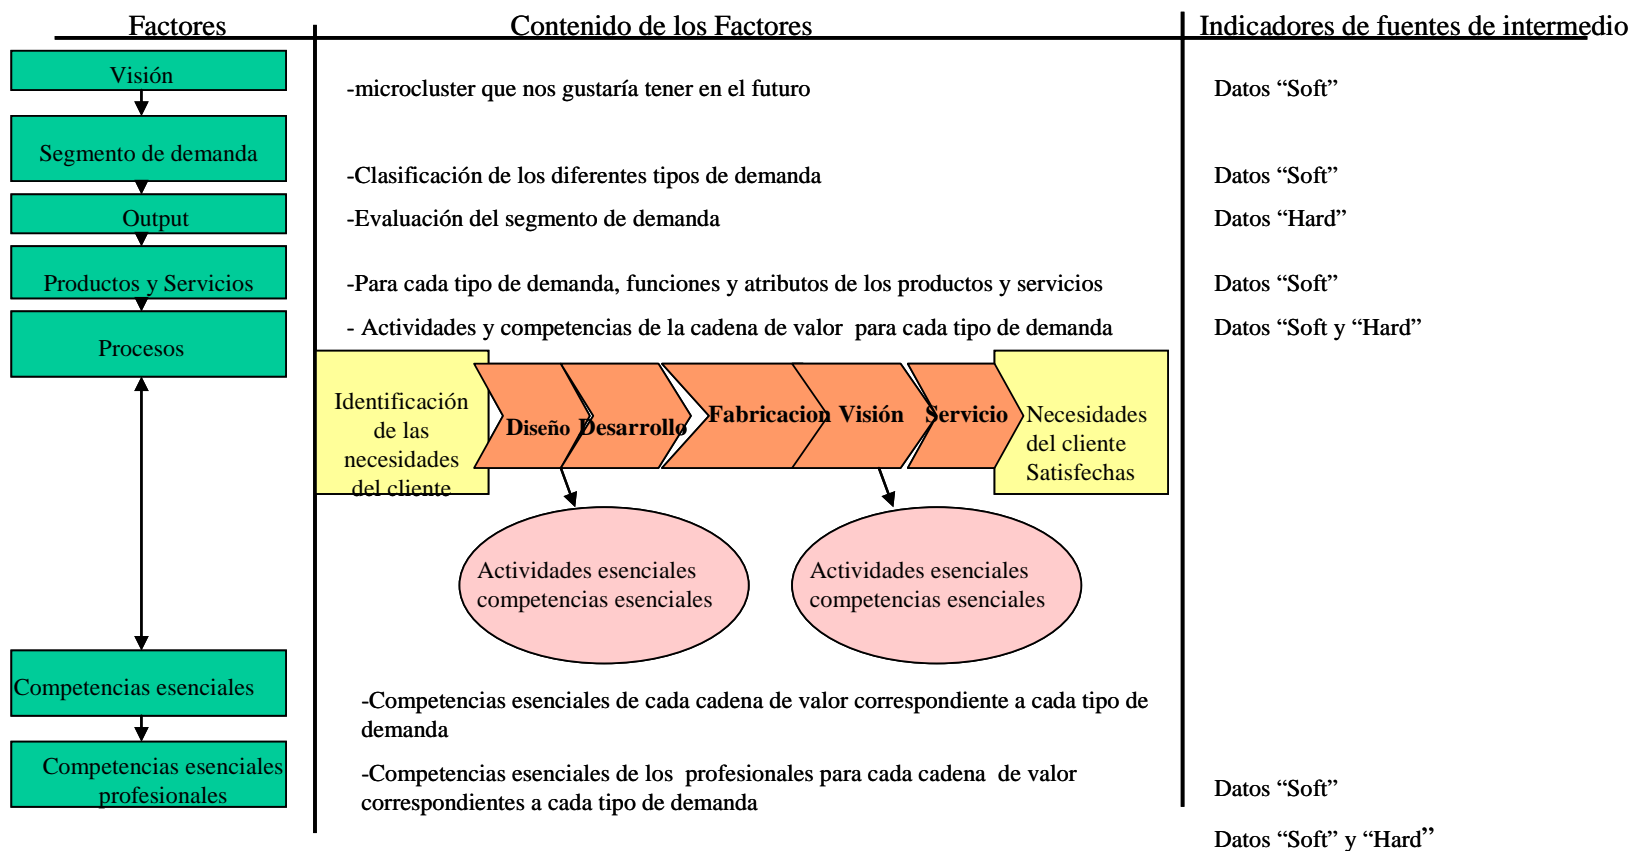 Factores
Contenido de los Factores
Indicadores de fuentes de intermedio
Visión
-microcluster que nos gustaría tener en el futuro
Datos “Soft”
Segmento de demanda
-Clasificación de los diferentes tipos de demanda
Datos “Soft”
Output
-Evaluación del segmento de demanda
Datos “Hard”
Productos y Servicios
-Para cada tipo de demanda, funciones y atributos de los productos y servicios
Datos “Soft”
Procesos
- Actividades y competencias de la cadena de valor para cada tipo de demanda
Datos “Soft y “Hard”
Identificación
de las
necesidades
del cliente
Diseño
Desarrollo
Fabricacion
Visión
Servicio
Necesidades
del cliente
Satisfechas
Actividades esenciales
competencias esenciales
Actividades esenciales
competencias esenciales
Competencias esenciales
-Competencias esenciales de cada cadena de valor correspondiente a cada tipo de
demanda
Competencias esenciales
profesionales
-Competencias esenciales de los profesionales para cada cadena de valor
correspondientes a cada tipo de demanda
Datos “Soft”
Datos “Soft” y “Hard”